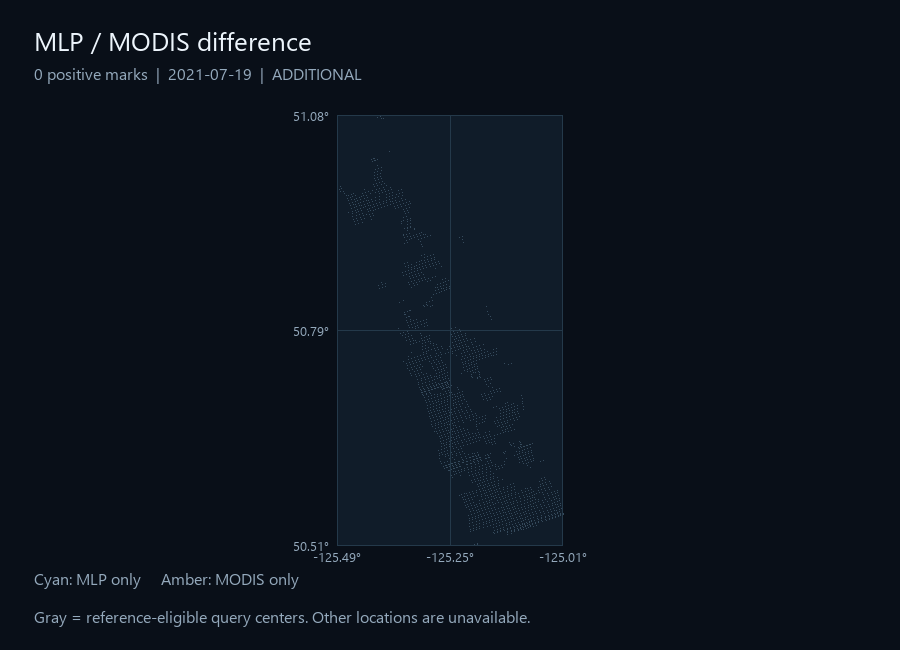 MLP / MODIS difference
0 positive marks | 2021-07-19 | ADDITIONAL
51.08°
50.79°
50.51°
-125.49° -125.25° -125.01°
Cyan: MLP only Amber: MODIS only
Gray = reference-eligible query centers. Other locations are unavailable.